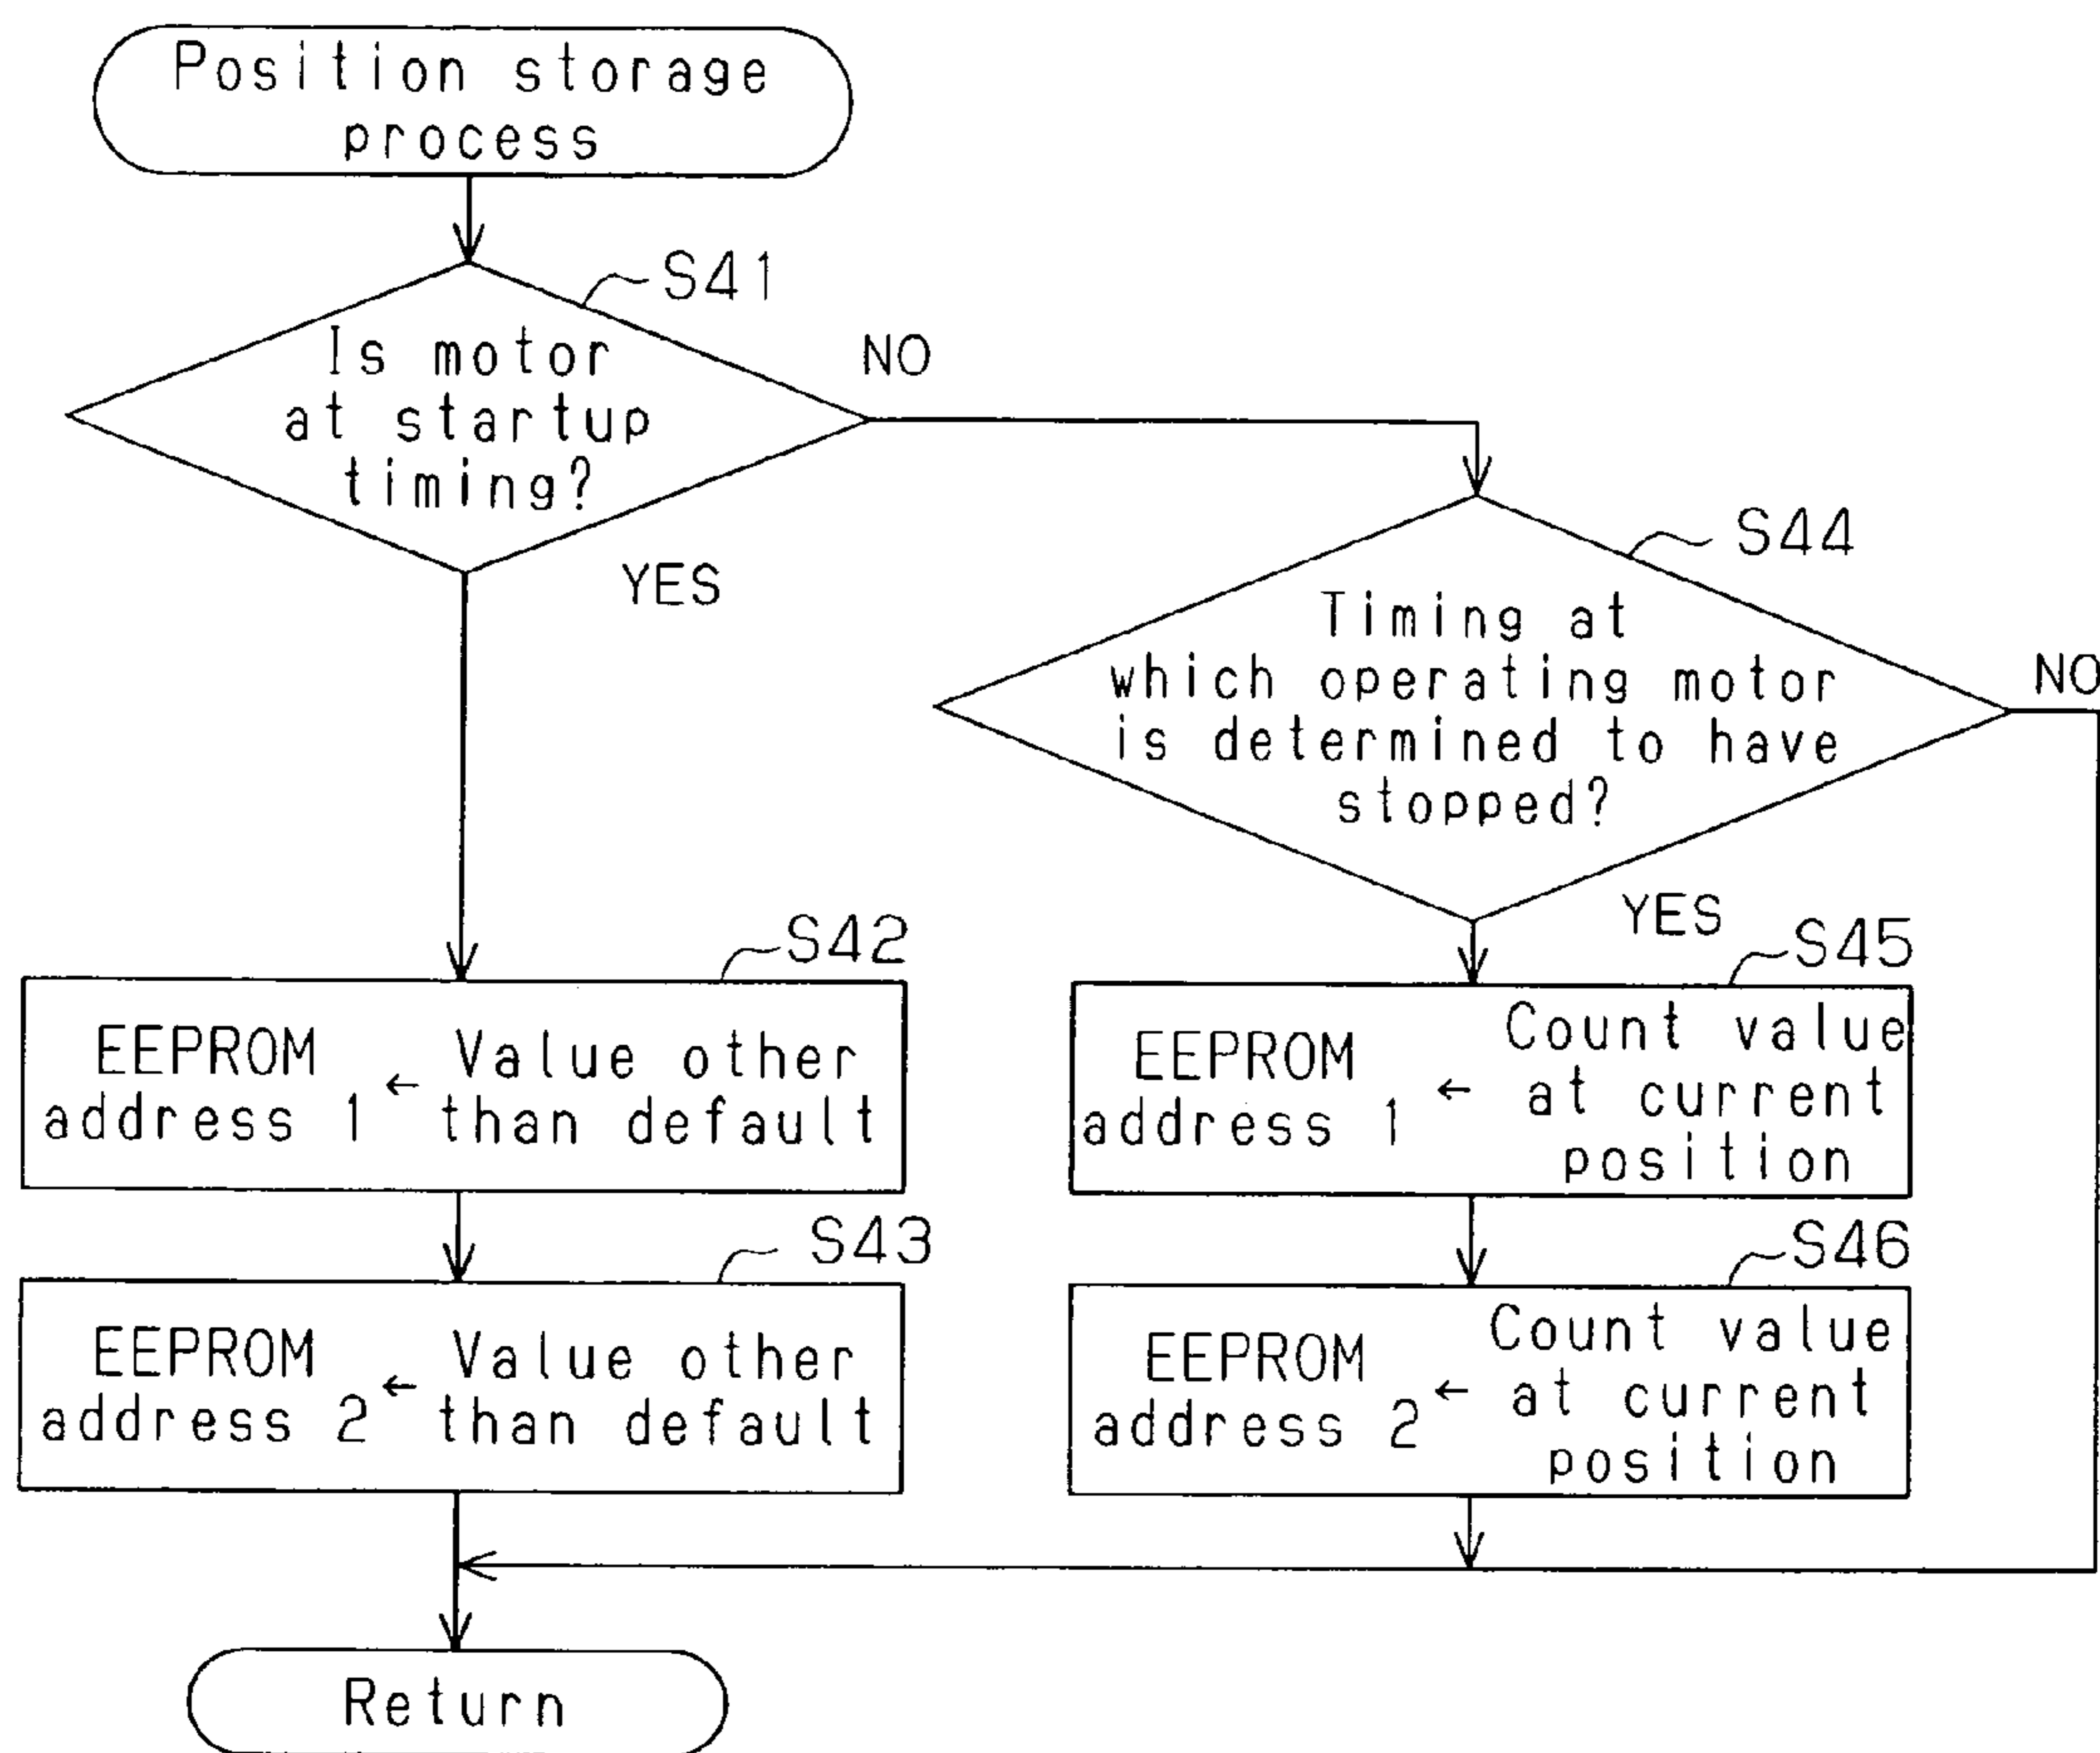 Position storage
process
S41
Is motor
at startup
timing?
NO
YES
S44
Timing at
which operating motor
is determined to have
stopped?
NO
YES
S42
EEPROM
address 1
←
Value other
than default
S45
EEPROM
address 1
←
Count value
at current
position
S43
EEPROM
address 2
←
Value other
than default
S46
EEPROM
address 2
←
Count value
at current
position
Return